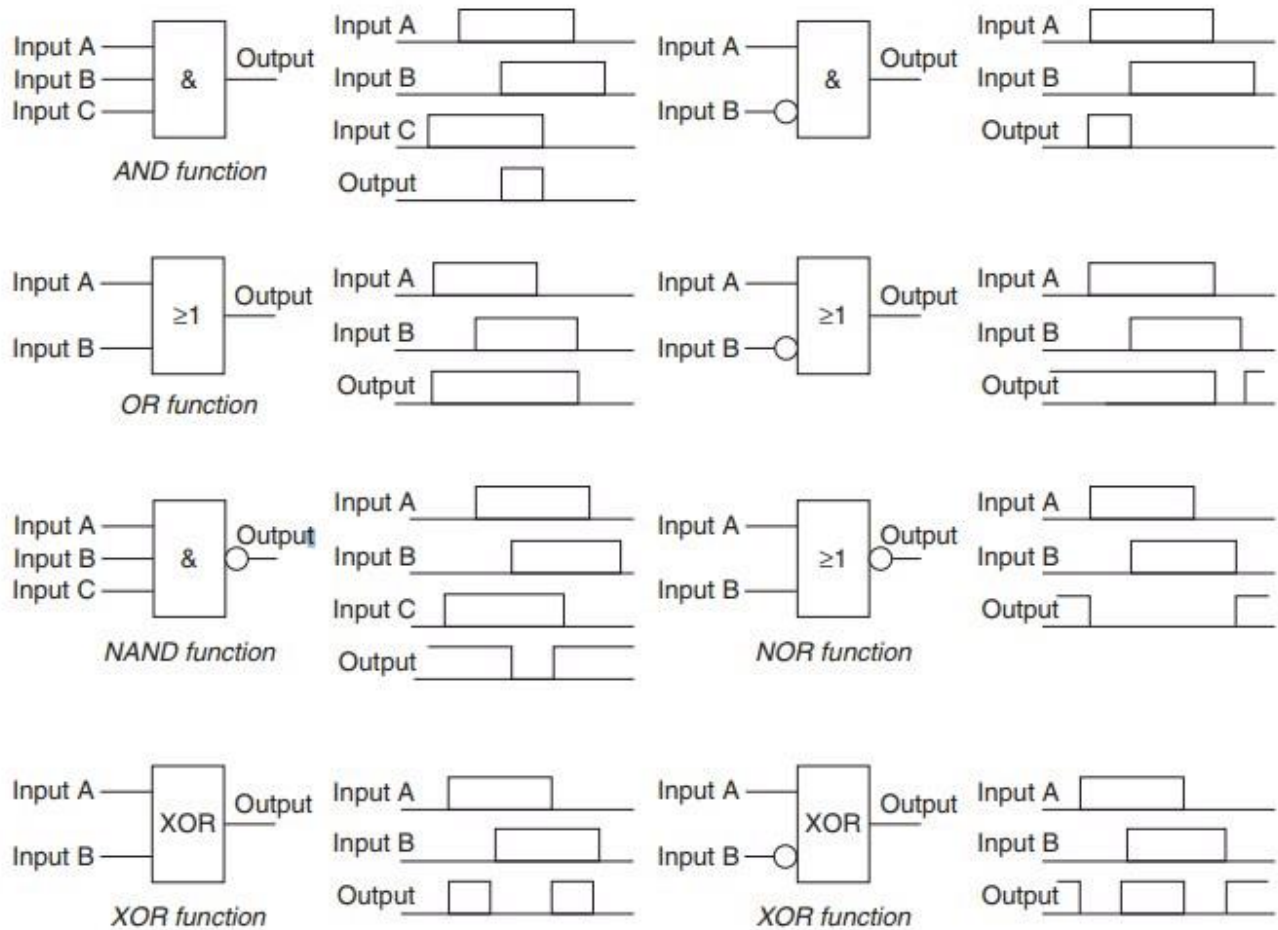 Input A
Input B
Input C
&
Output
AND function
Input A
Input B
Input C
Output
Input A
Input B
&
Output
Input A
Input B
Output
Input A
Input B
≥1
Output
OR function
Input A
Input B
Output
Input A
Input B
≥1
Output
Input A
Input B
Output
Input A
Input B
Input C
&
Output
NAND function
Input A
Input B
Input C
Output
Input A
Input B
≥1
Output
NOR function
Input A
Input B
Output
Input A
Input B
XOR
Output
XOR function
Input A
Input B
Output
Input A
Input B
XOR
Output
XOR function
Input A
Input B
Output